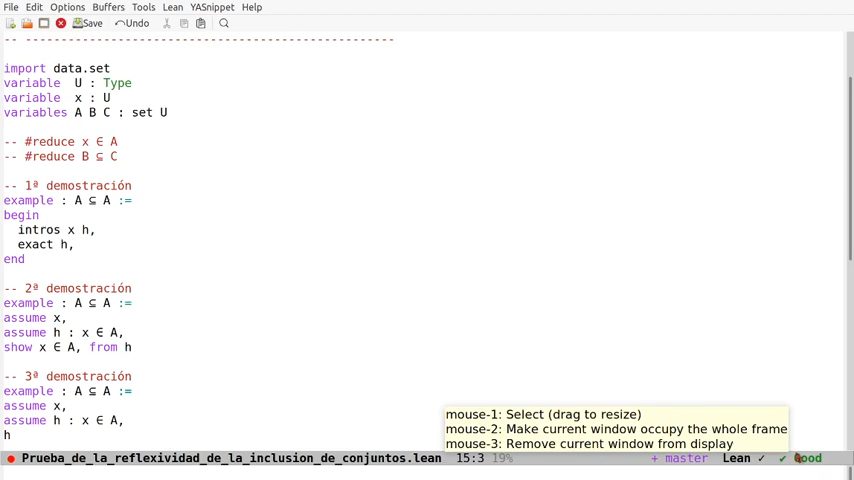 File Edit Options Buffers Tools Lean YASnippet Help
Save Undo
-- ----------------------------------------------------
import data.set
variable U : Type
variable x : U
variables A B C : set U
-- #reduce x ∈ A
-- #reduce B ⊆ C
-- 1ª demostración
example : A ⊆ A :=
begin
intros x h,
exact h,
end
-- 2ª demostración
example : A ⊆ A :=
assume x,
assume h : x ∈ A,
show x ∈ A, from h
-- 3ª demostración
example : A ⊆ A :=
assume x,
assume h : x ∈ A,
h
mouse-1: Select (drag to resize)
mouse-2: Make current window occupy the whole frame
mouse-3: Remove current window from display
Prueba_de_la_reflexividad_de_la_inclusion_de_conjuntos.lean 15:3 19% + master Lean ✓ ✔ Good